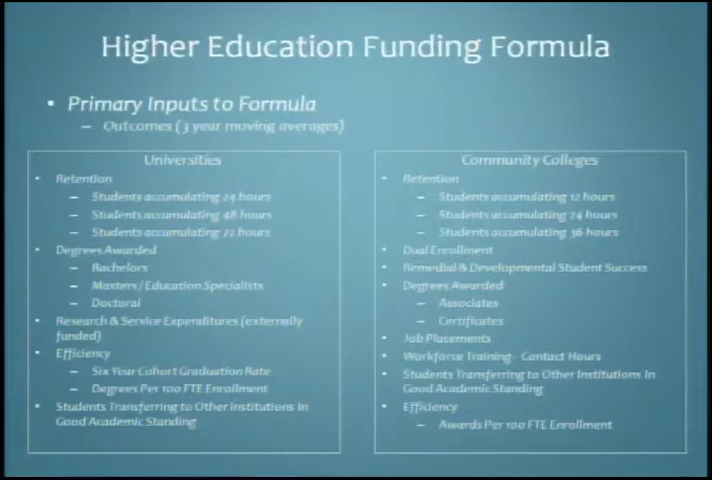 Higher Education Funding Formula
• Primary Inputs to Formula
– Outcomes (3 year moving averages)
Universities
• Retention
– Students accumulating 24 hours
– Students accumulating 48 hours
– Students accumulating 72 hours
• Degrees Awarded
– Bachelors
– Masters / Education Specialists
– Doctoral
• Research & Service Expenditures (externally
funded)
• Efficiency
– Six Year Cohort Graduation Rate
– Degrees Per 100 FTE Enrollment
• Students Transferring to Other Institutions In
Good Academic Standing
Community Colleges
• Retention
– Students accumulating 12 hours
– Students accumulating 24 hours
– Students accumulating 36 hours
• Dual Enrollment
• Remedial & Developmental Student Success
• Degrees Awarded
– Associates
– Certificates
• Job Placements
• Workforce Training - Contact Hours
• Students Transferring to Other Institutions In
Good Academic Standing
• Efficiency
– Awards Per 100 FTE Enrollment